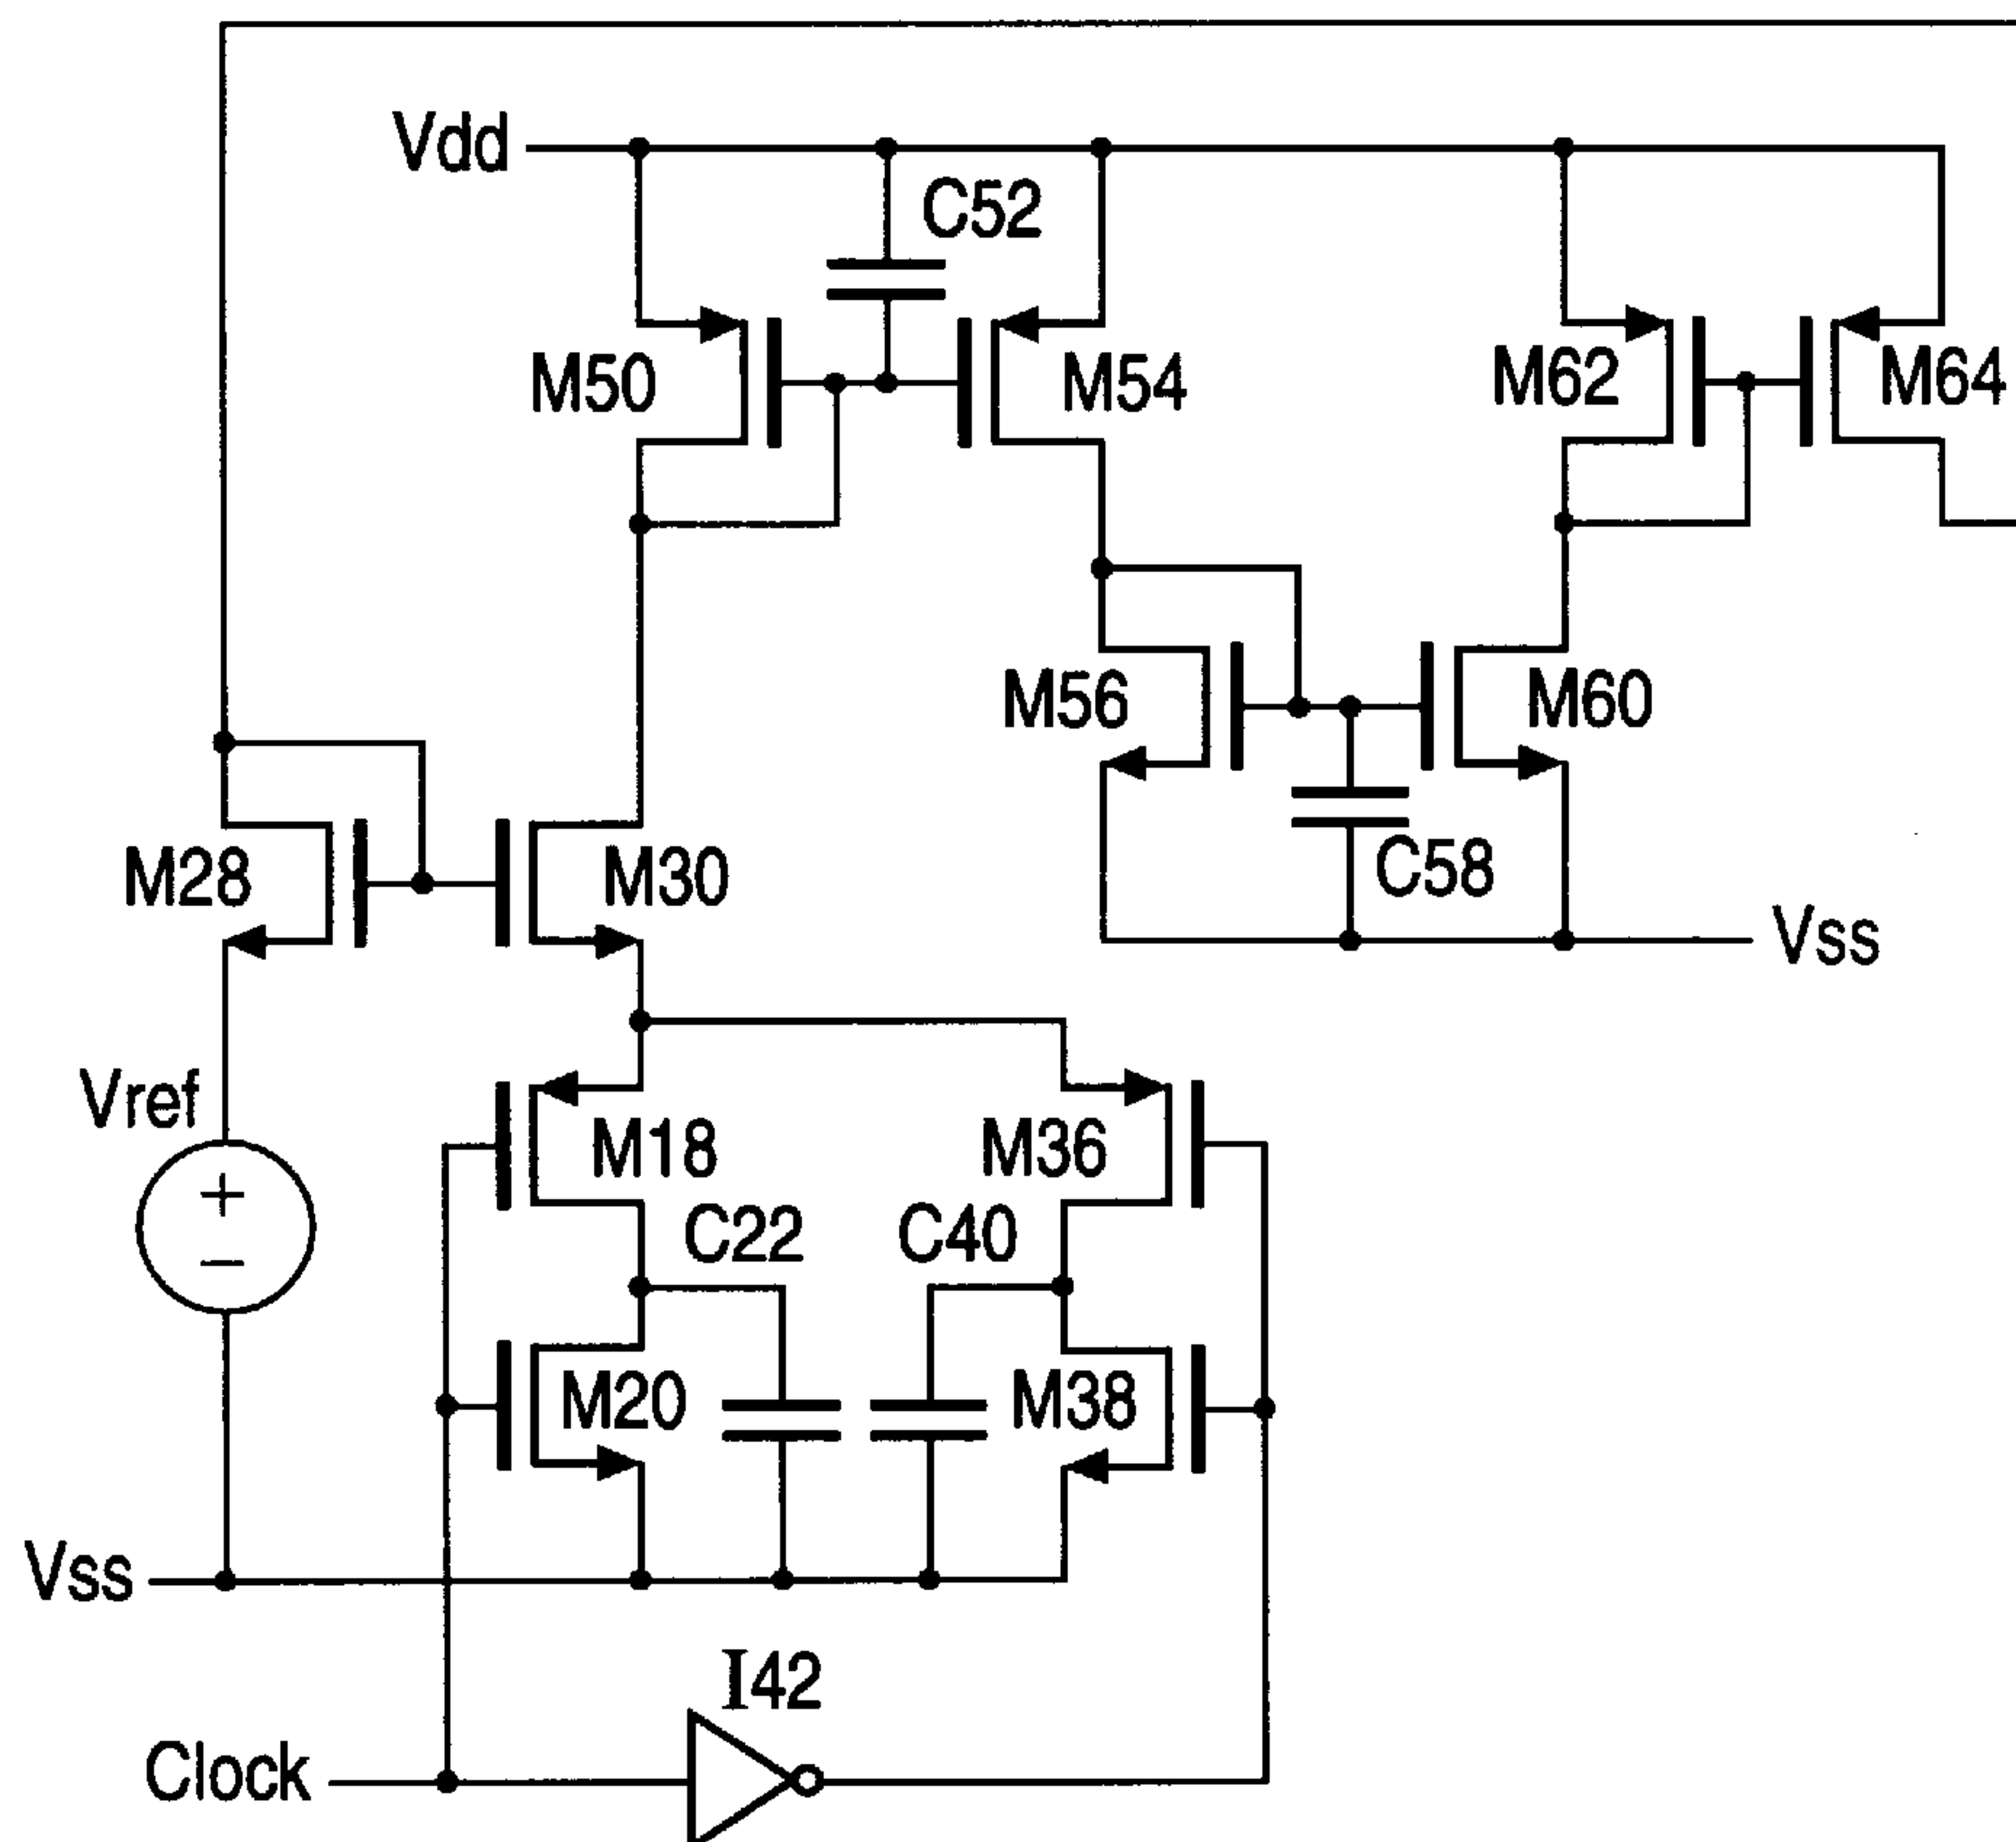 Vdd
C52
M50
M54
M62
M64
M56
M60
M28
M30
C58
Vss
Vref
+
−
M18
M36
C22
C40
M20
M38
Vss
I42
Clock